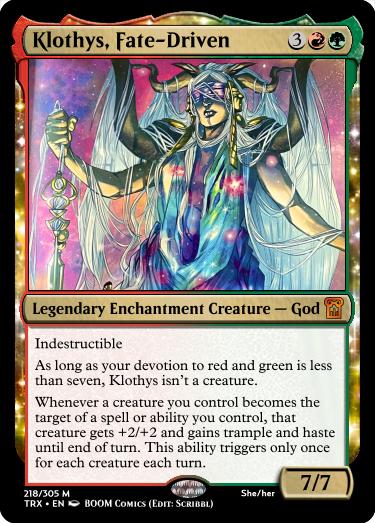 Klothys, Fate-Driven 3
Legendary Enchantment Creature — God
Indestructible
As long as your devotion to red and green is less
than seven, Klothys isn't a creature.
Whenever a creature you control becomes the
target of a spell or ability you control, that
creature gets +2/+2 and gains trample and haste
until end of turn. This ability triggers only once
for each creature each turn.
7/7
218/305 M She/her
TRX • EN BOOM Comics (Edit: Scribbl)